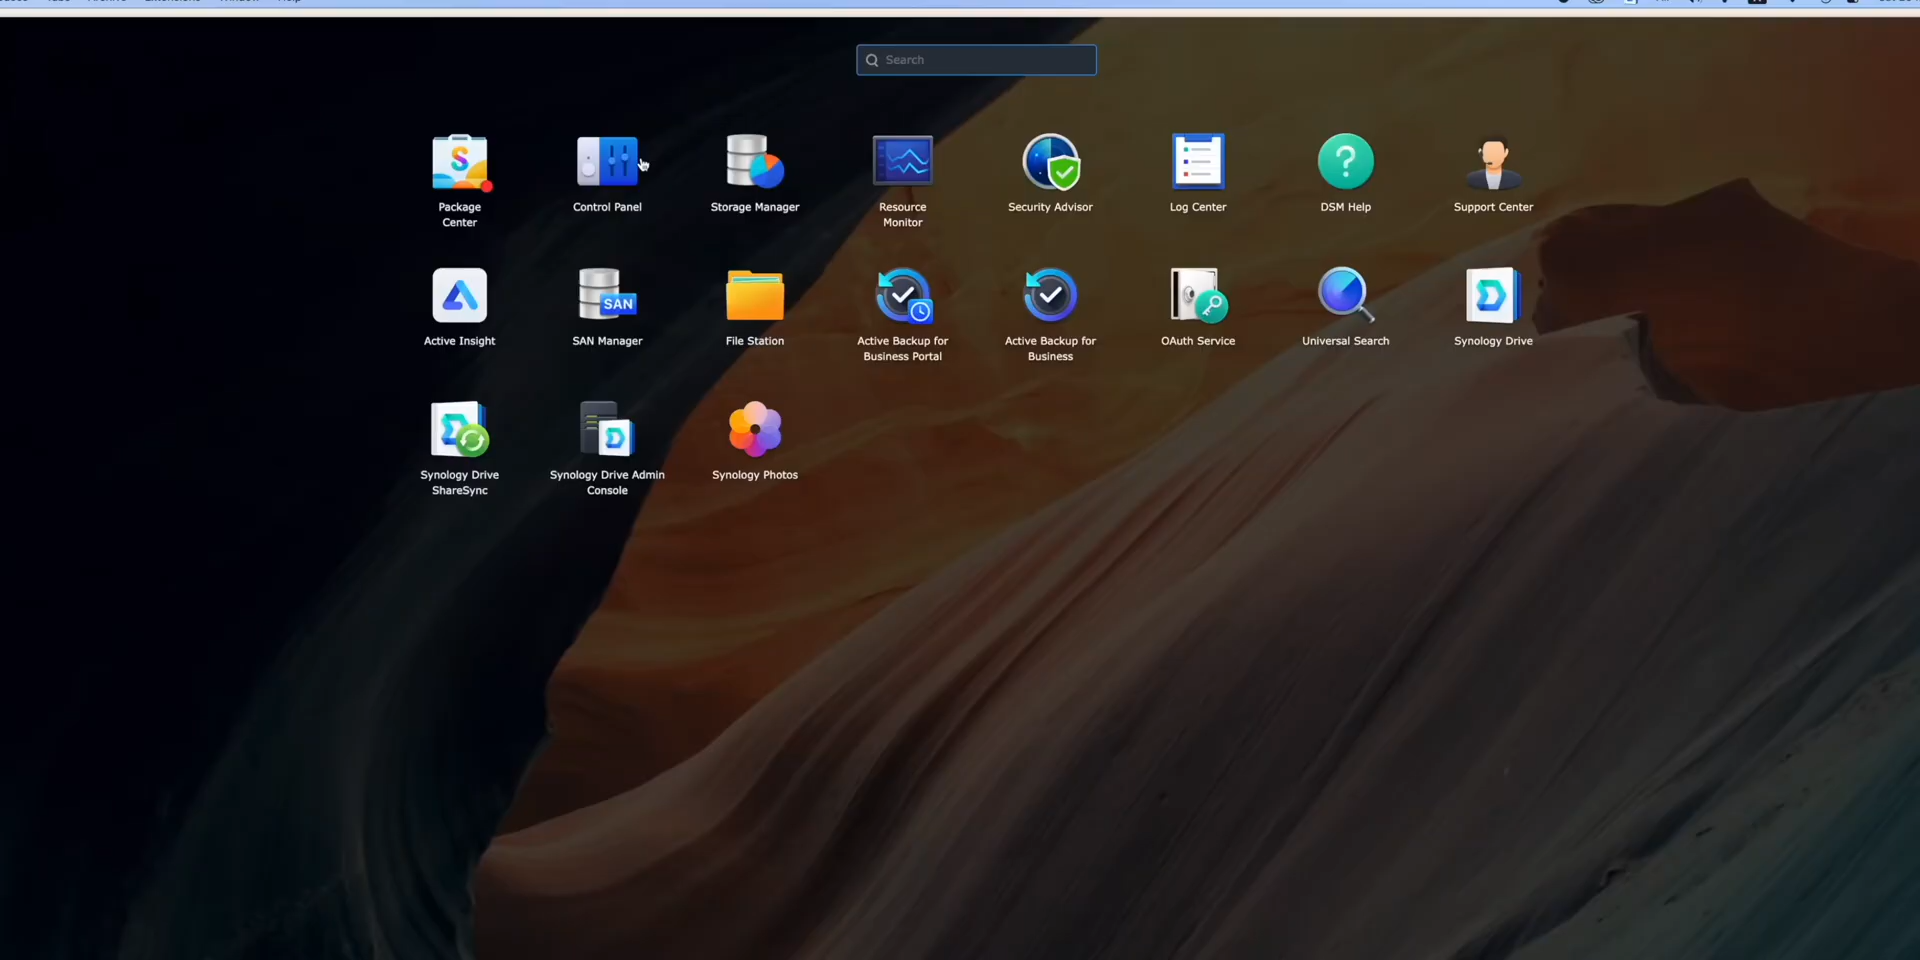 Search
Package
Center
Control Panel
Storage Manager
Resource
Monitor
Security Advisor
Log Center
DSM Help
Support Center
Active Insight
SAN
SAN Manager
File Station
Active Backup for
Business Portal
Active Backup for
Business
OAuth Service
Universal Search
Synology Drive
Synology Drive
ShareSync
Synology Drive Admin
Console
Synology Photos